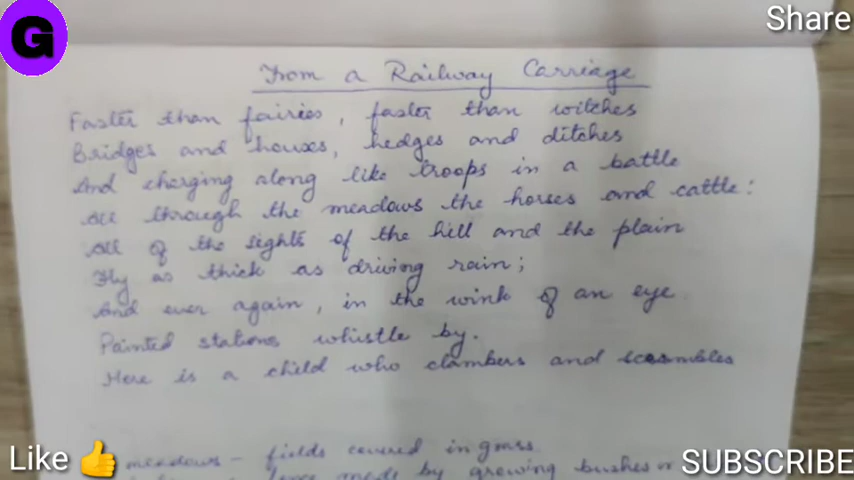 G
Share
From a Railway Carriage
Faster than fairies, faster than witches
Bridges and houses, hedges and ditches
And charging along like troops in a battle
All through the meadows the horses and cattle:
All of the sights of the hill and the plain
Fly as thick as driving rain;
And ever again, in the wink of an eye
Painted stations whistle by.
Here is a child who clambers and scrambles
meadows - fields covered in grass.
made by growing bushes or
Like 👍
SUBSCRIBE